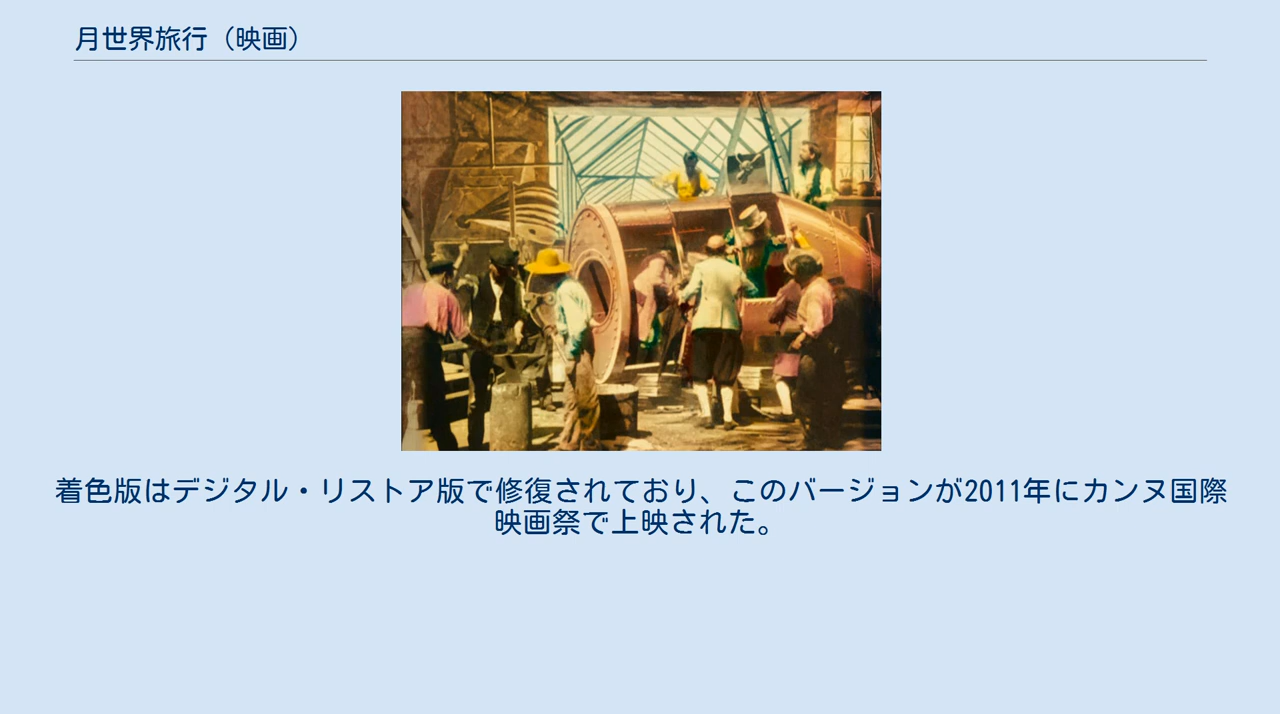 月世界旅行（映画）
着色版はデジタル・リストア版で修復されており、このバージョンが2011年にカンヌ国際
映画祭で上映された。